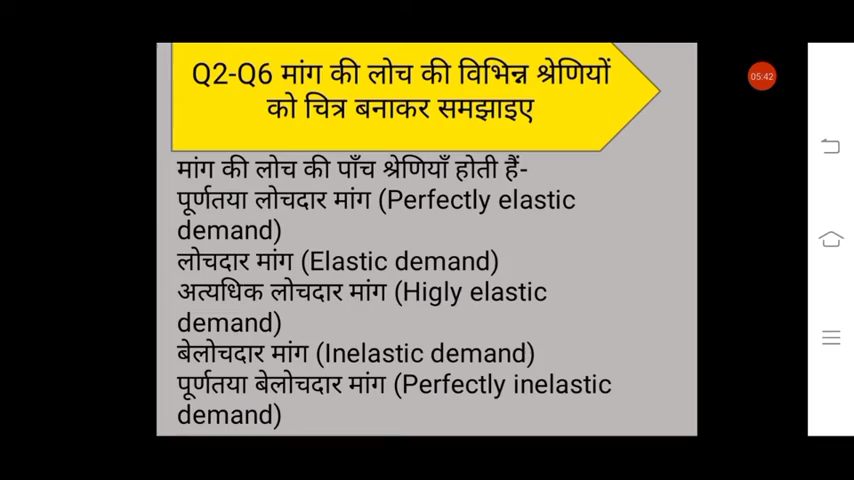 Q2-Q6 मांग की लोच की विभिन्न श्रेणियों
को चित्र बनाकर समझाइए
05:42
मांग की लोच की पाँच श्रेणियाँ होती हैं-
पूर्णतया लोचदार मांग (Perfectly elastic
demand)
लोचदार मांग (Elastic demand)
अत्यधिक लोचदार मांग (Higly elastic
demand)
बेलोचदार मांग (Inelastic demand)
पूर्णतया बेलोचदार मांग (Perfectly inelastic
demand)